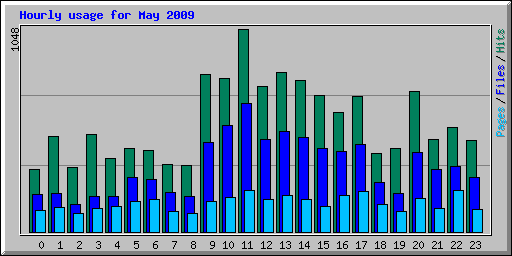 Hourly usage for May 2009
1048
Pages/Files/Hits
0 1 2 3 4 5 6 7 8 9 10 11 12 13 14 15 16 17 18 19 20 21 22 23